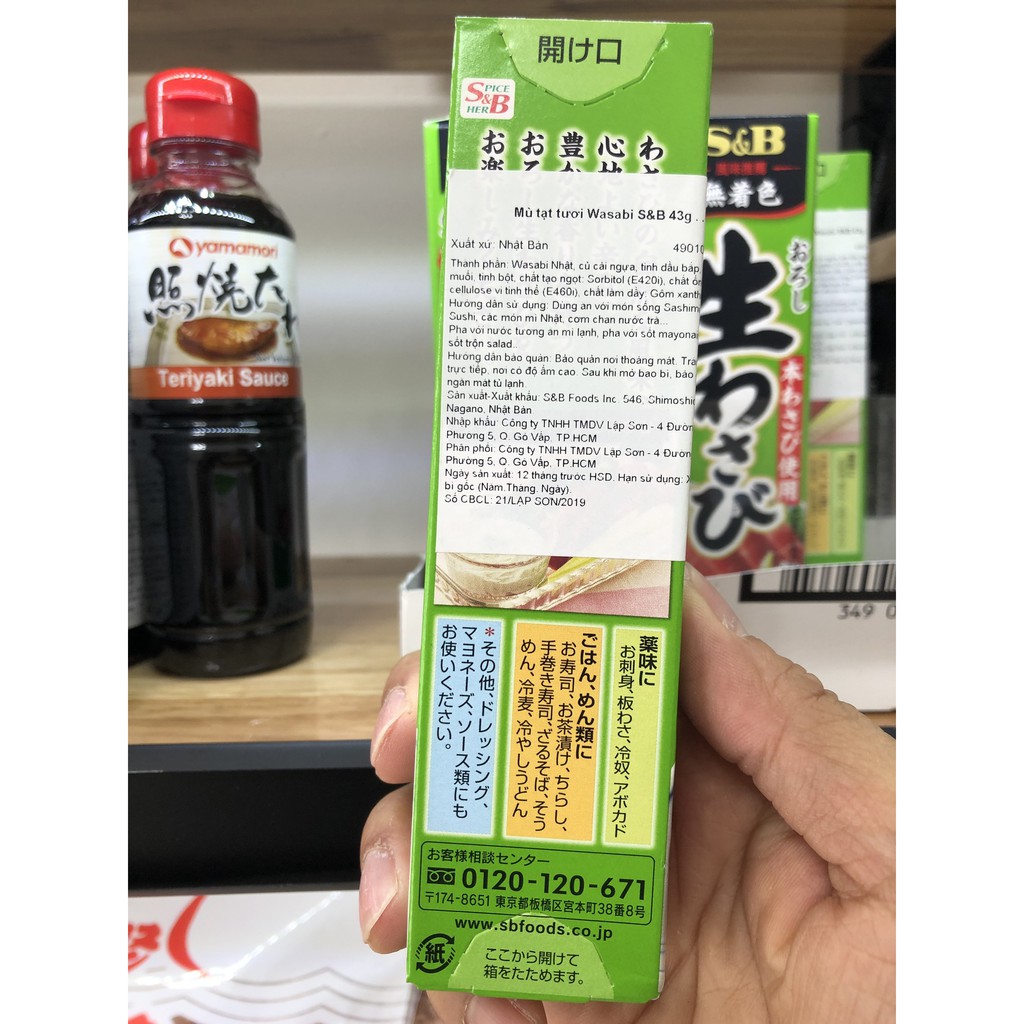 開け口
SPICE
S&B
HERB
Mù tạt tươi Wasabi S&B 43g . .
Xuất xứ: Nhật Bản 49010
Thành phần: Wasabi Nhật, củ cải ngựa, tinh dầu bắp,
muối, tinh bột, chất tạo ngọt: Sorbitol (E420i), chất ổn
cellulose vi tinh thể (E460i), chất làm dầy: Gôm xanth
Hướng dẫn sử dụng: Dùng ăn với món sống Sashim
Sushi, các món mì Nhật, cơm chan nước trà...
Pha với nước tương ăn mì lạnh, pha với sốt mayona
sốt trộn salad..
Hướng dẫn bảo quản: Bảo quản nơi thoáng mát. Trá
trực tiếp, nơi có độ ẩm cao. Sau khi mở bao bì, bảo
ngăn mát tủ lạnh
Sản xuất-Xuất khẩu: S&B Foods Inc. 546, Shimoshi
Nagano, Nhật Bản
Nhập khẩu: Công ty TNHH TMDV Lập Sơn - 4 Đườn
Phương 5, Q. Gò Vấp, TP.HCM
Phân phối: Công ty TNHH TMDV Lập Sơn - 4 Đườn
Phường 5, Q. Gò Vấp, TP.HCM
Ngày sản xuất: 12 tháng trước HSD. Hạn sử dụng: X
bì gốc (Năm.Tháng. Ngày).
Số CBCL: 21/LẬP SƠN/2019
薬味に
お刺身、板わさ、冷奴、アボカド
ごはん、めん類に
お寿司、お茶漬け、ちらし、
手巻き寿司、ざるそば、そう
めん、冷麦、冷やしうどん
*その他、ドレッシング、
マヨネーズ、ソース類にも
お使いください。
お客様相談センター
0120-120-671
〒174-8651 東京都板橋区宮本町38番8号
www.sbfoods.co.jp
紙
ここから開けて
箱をたためます。
yamamori
照焼たれ
Teriyaki Sauce
S&B
無着色
おろし
生わさび
本わさび使用
349 0